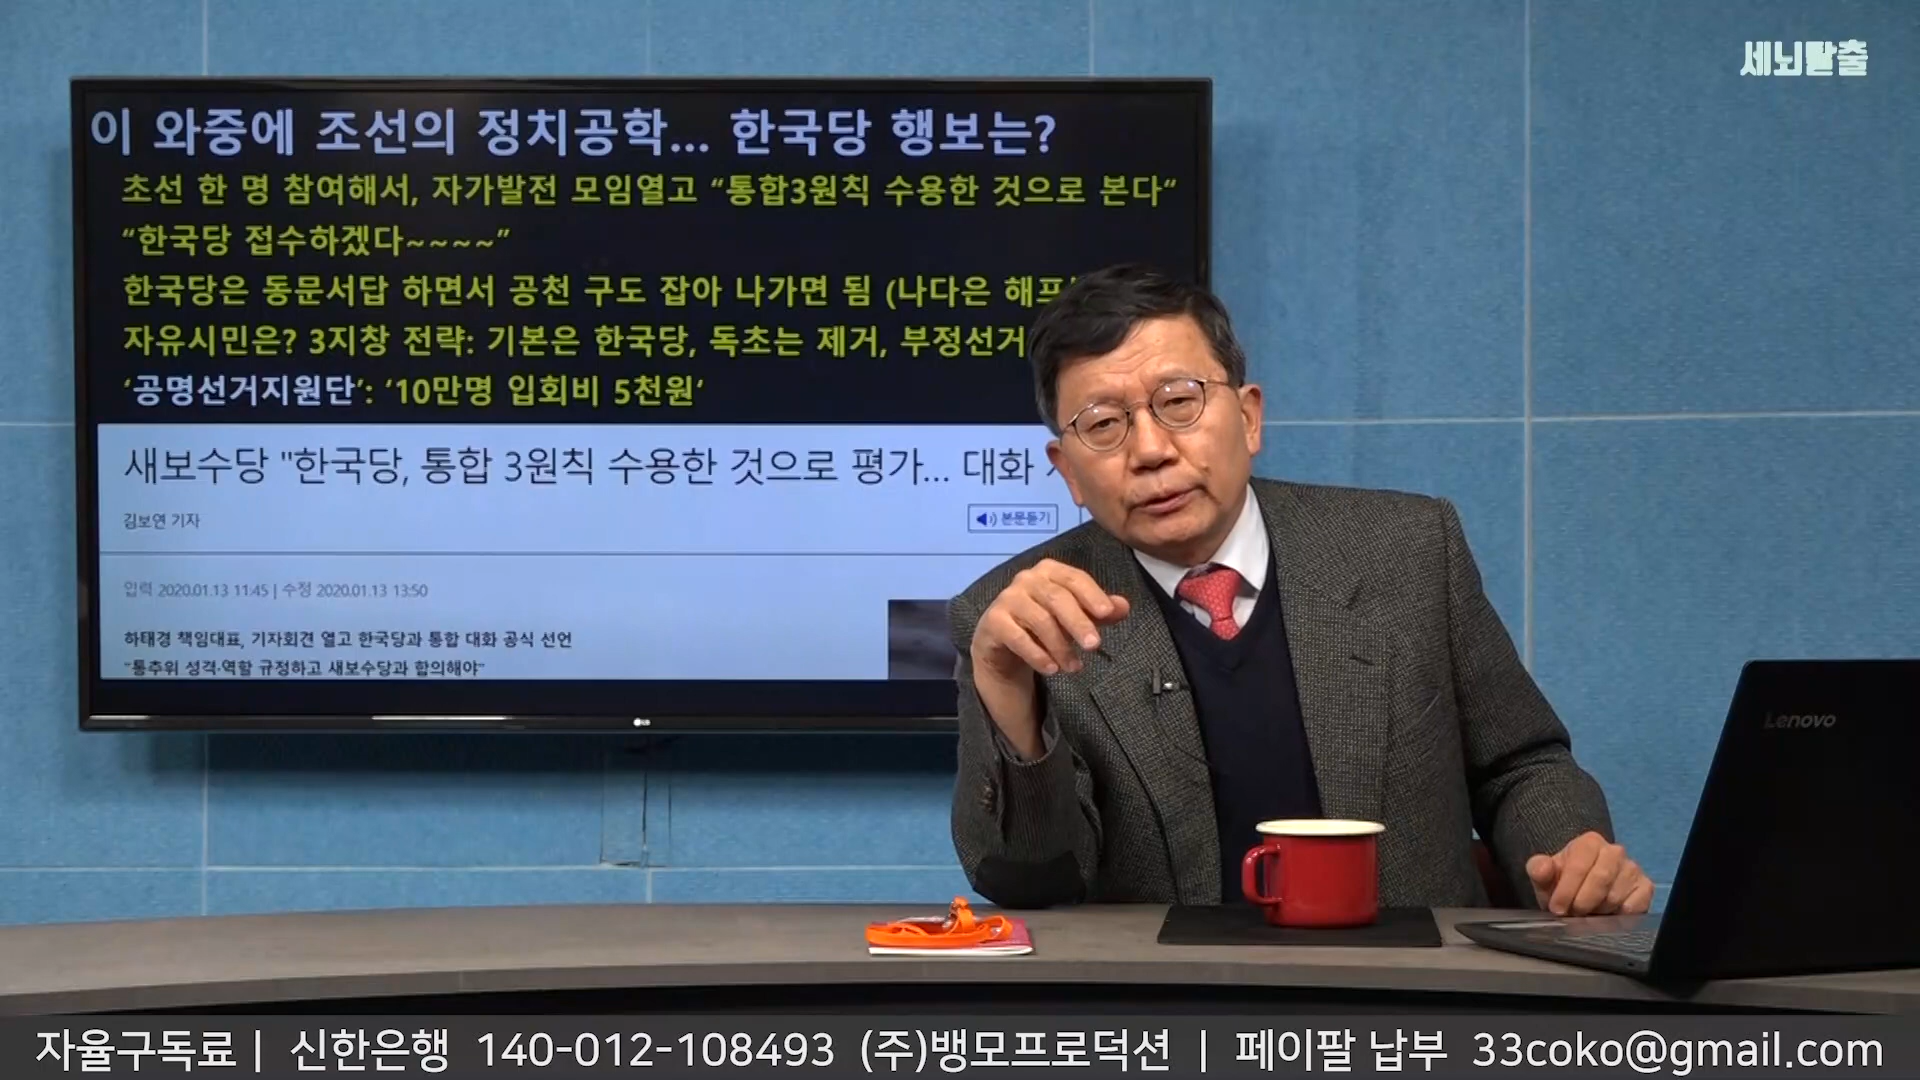 세뇌탈출
이 와중에 조선의 정치공학... 한국당 행보는?
초선 한 명 참여해서, 자가발전 모임열고 “통합3원칙 수용한 것으로 본다“
“한국당 접수하겠다~~~~”
한국당은 동문서답 하면서 공천 구도 잡아 나가면 됨 (나다은 해프
자유시민은? 3지창 전략: 기본은 한국당, 독초는 제거, 부정선거
‘공명선거지원단’: ‘10만명 입회비 5천원’
새보수당 "한국당, 통합 3원칙 수용한 것으로 평가... 대화
김보연 기자
본문듣기
입력 2020.01.13 11:45 | 수정 2020.01.13 13:50
하태경 책임대표, 기자회견 열고 한국당과 통합 대화 공식 선언
"통추위 성격·역할 규정하고 새보수당과 합의해야"
LG
Lenovo
자율구독료 | 신한은행 140-012-108493 (주)뱅모프로덕션 | 페이팔 납부 33coko@gmail.com